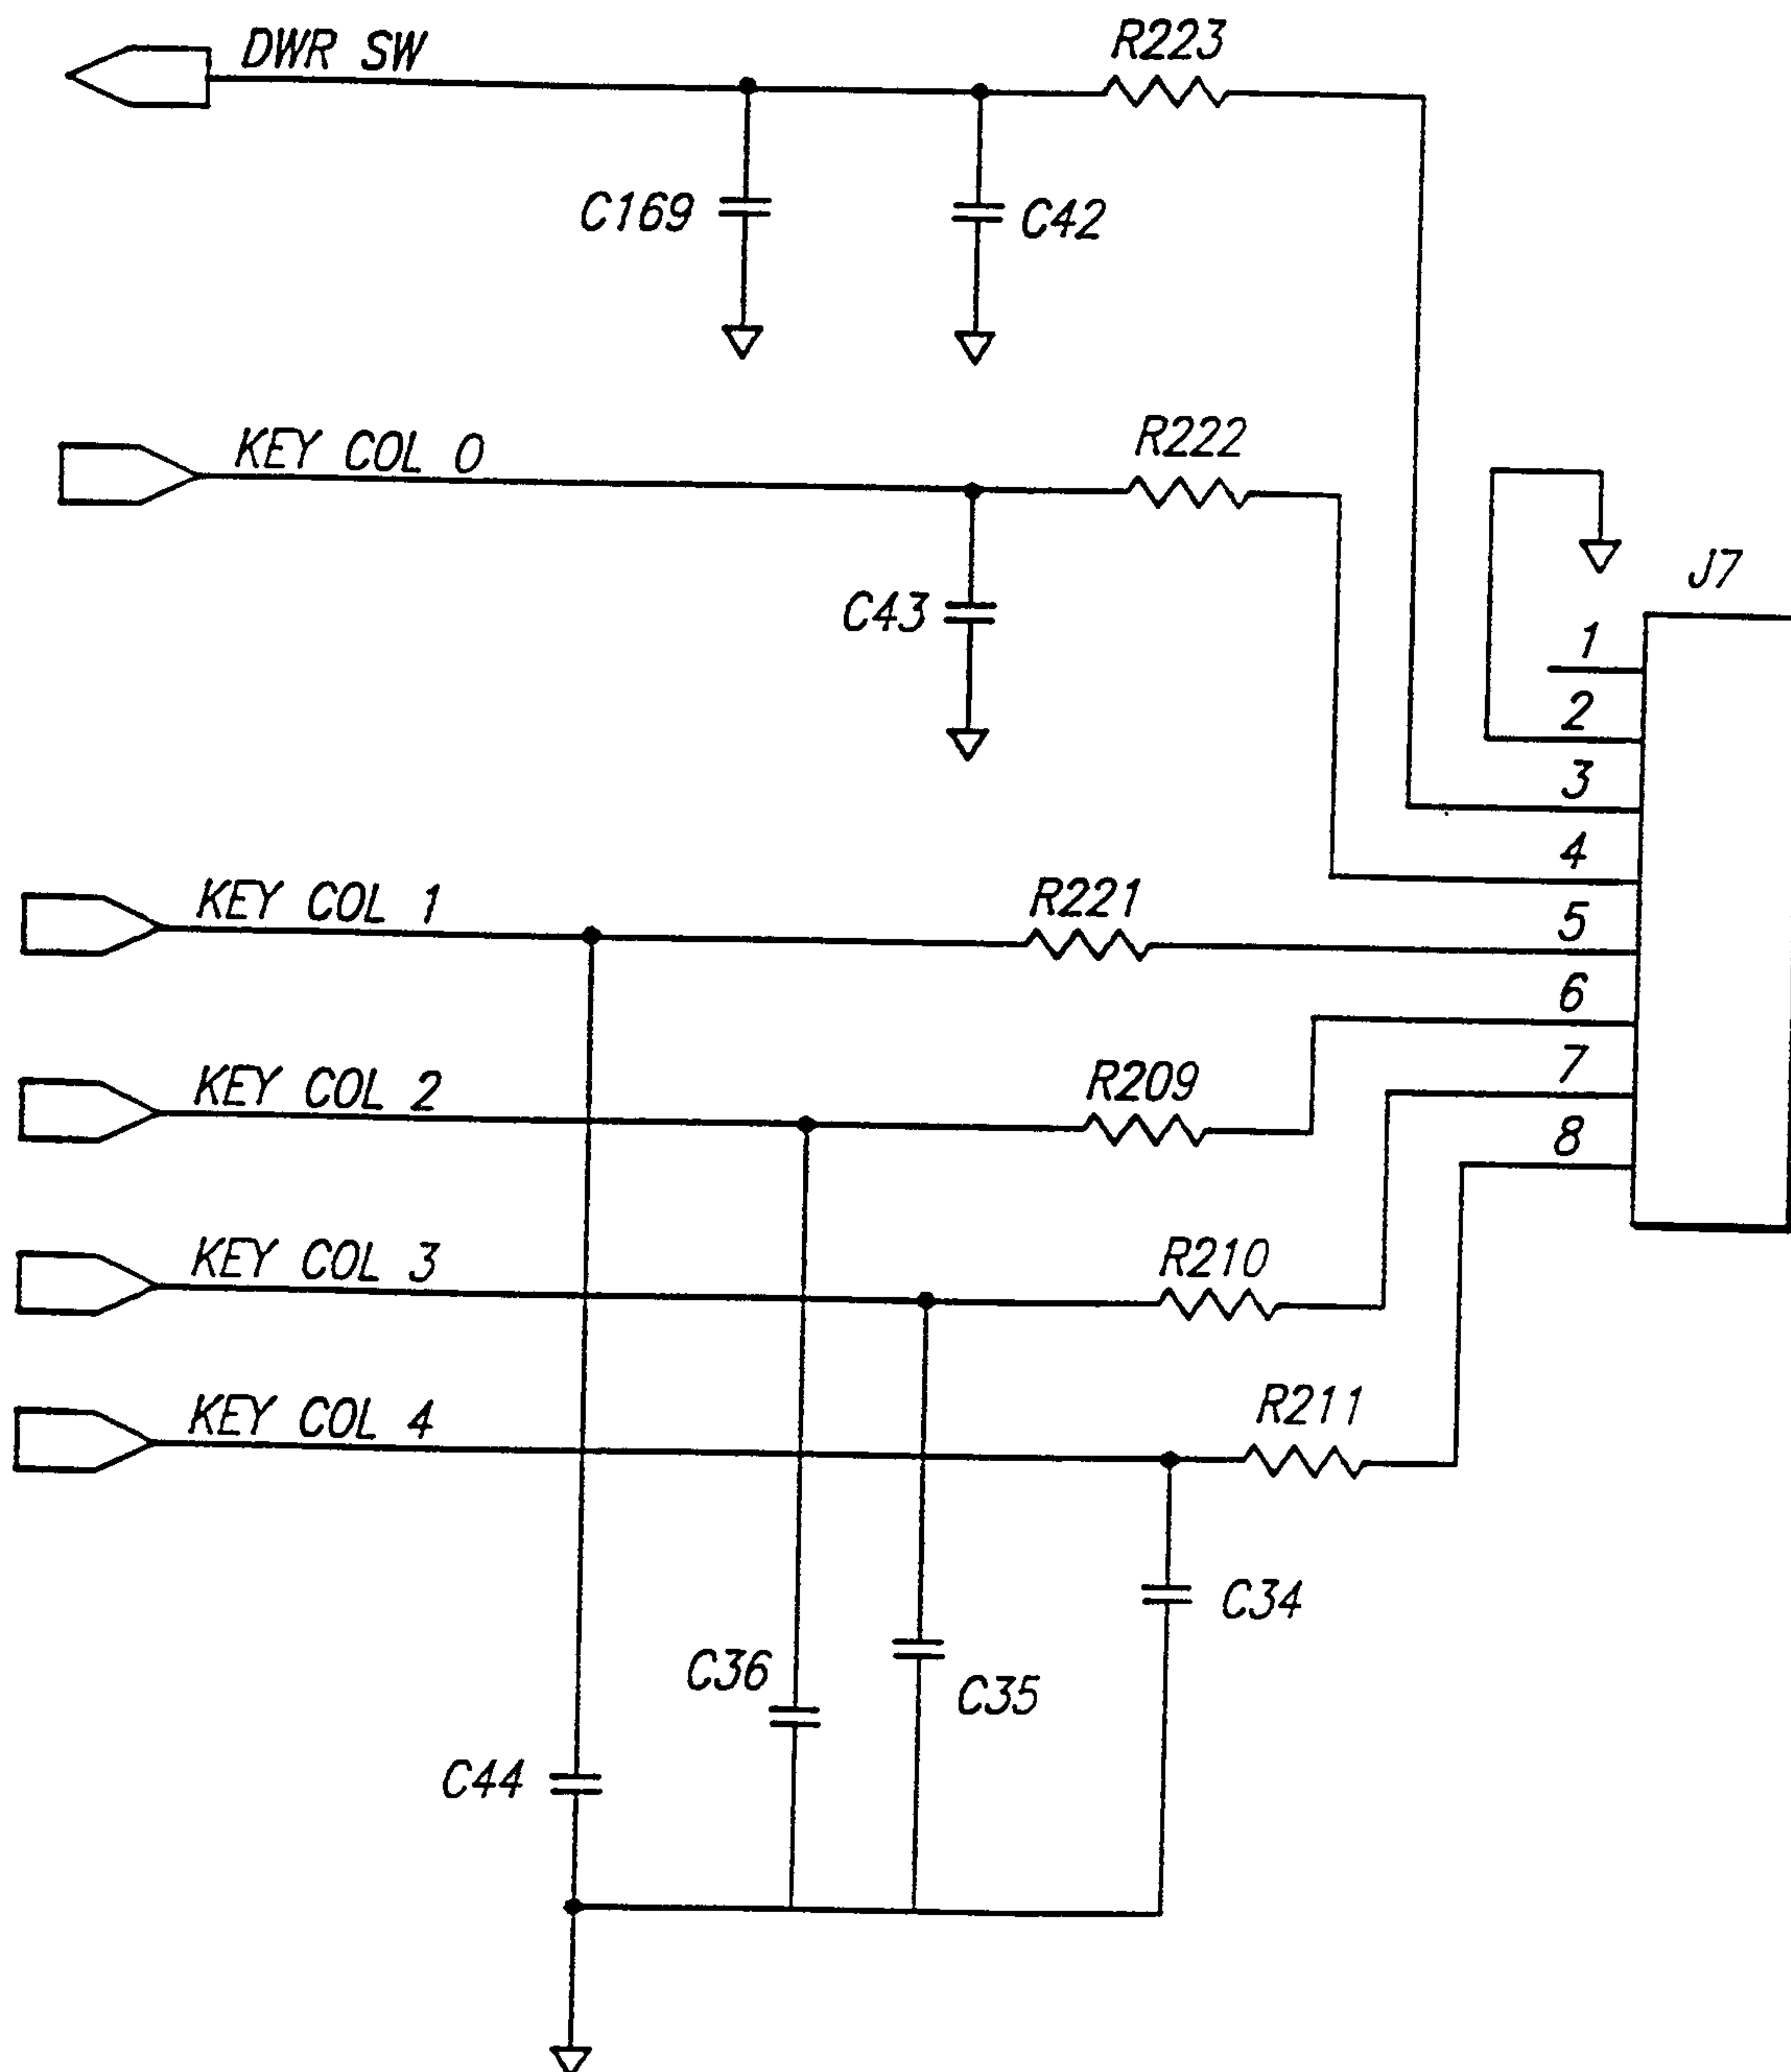 DWR SW
R223
C169
C42
KEY COL 0
R222
C43
J7
1
2
3
4
KEY COL 1
R221
5
6
KEY COL 2
R209
7
8
KEY COL 3
R210
KEY COL 4
R211
C34
C36
C35
C44